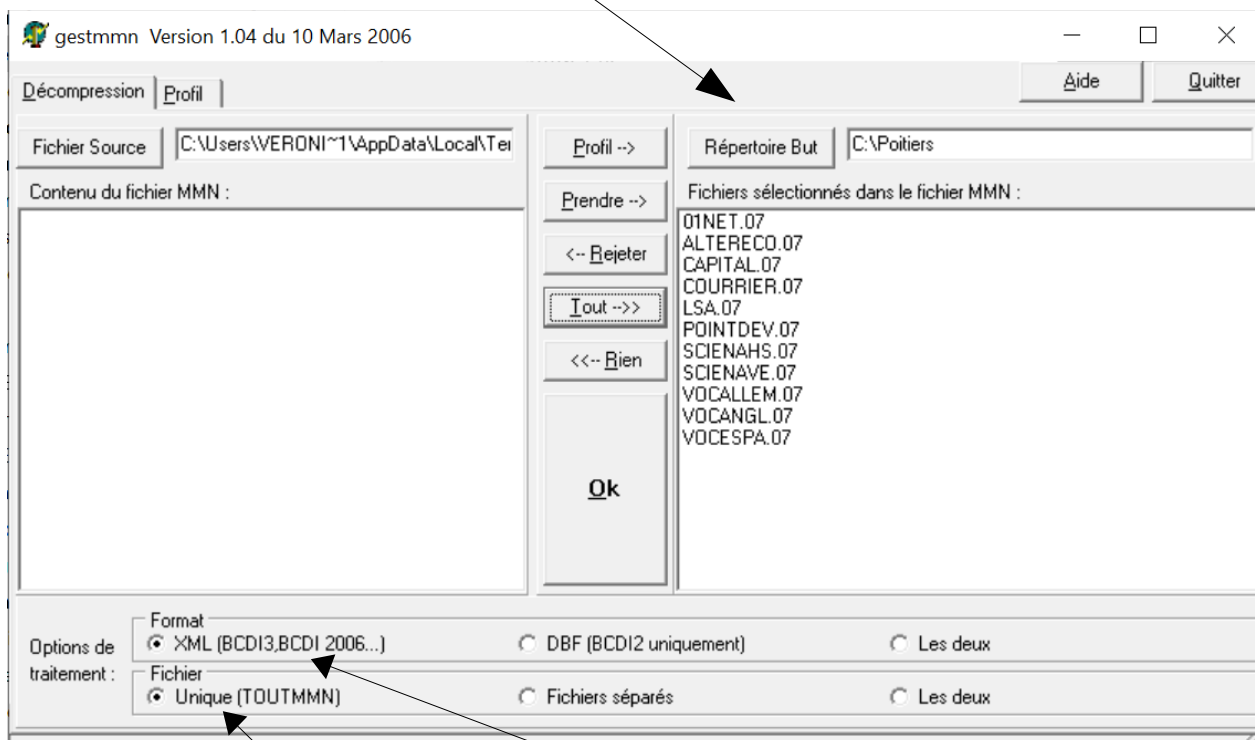 gestmmn Version 1.04 du 10 Mars 2006
Décompression Profil Aide Quitter
Fichier Source C:\Users\VERONI~1\AppData\Local\Te Profil --> Répertoire But C:\Poitiers
Contenu du fichier MMN : Prendre --> Fichiers sélectionnés dans le fichier MMN :
01NET.07
ALTERECO.07
<-- Rejeter
CAPITAL.07
COURRIER.07
Tout -->>
LSA.07
POINTDEV.07
SCIENAHS.07
<<-- Rien
SCIENAVE.07
VOCALLEM.07
VOCANGL.07
VOCESPA.07
Ok
Format
Options de traitement :
XML (BCDI3,BCDI 2006...) DBF (BCDI2 uniquement) Les deux
Fichier
Unique (TOUTMMN) Fichiers séparés Les deux